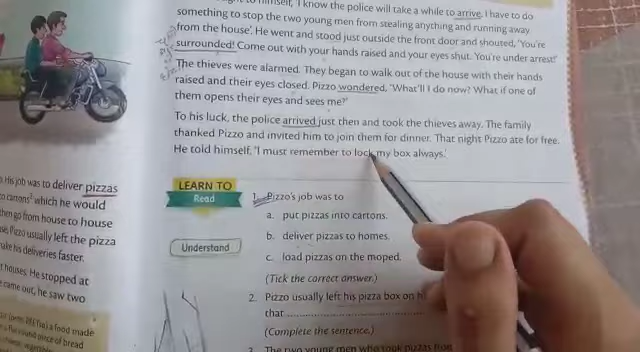 to himself, 'I know the police will take a while to arrive. I have to do
something to stop the two young men from stealing anything and running away
from the house'. He went and stood just outside the front door and shouted, 'You're
surrounded! Come out with your hands raised and your eyes shut. You're under arrest!'
The thieves were alarmed. They began to walk out of the house with their hands
raised and their eyes closed. Pizzo wondered, 'What'll I do now? What if one of
them opens their eyes and sees me?'
To his luck, the police arrived just then and took the thieves away. The family
thanked Pizzo and invited him to join them for dinner. That night Pizzo ate for free.
He told himself, 'I must remember to lock my box always.'
His job was to deliver pizzas
cartons which he would
then go from house to house
Pizzo usually left the pizza
make his deliveries faster.
houses. He stopped at
came out, he saw two
a food made
round piece of bread
LEARN TO
Read
Understand
1. Pizzo's job was to
a. put pizzas into cartons.
b. deliver pizzas to homes.
c. load pizzas on the moped.
(Tick the correct answer.)
2. Pizzo usually left his pizza box on
that
(Complete the sentence.)
3. The two young men who took pizzas from